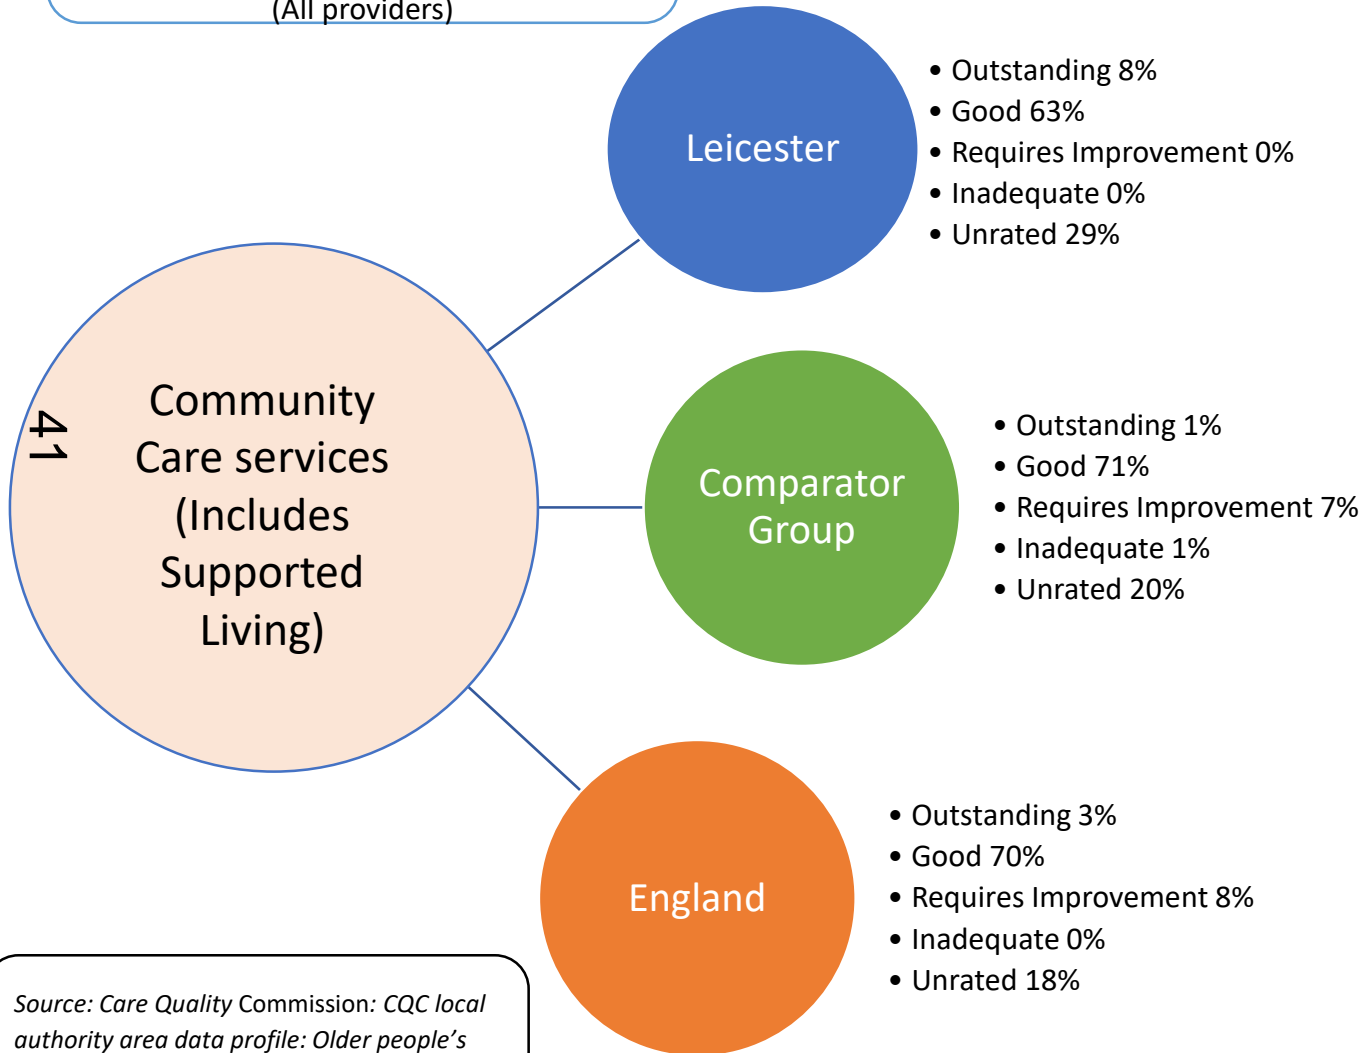 (All providers)
Leicester
• Outstanding 8%
• Good 63%
• Requires Improvement 0%
• Inadequate 0%
• Unrated 29%
41
Community
Care services
(Includes
Supported
Living)
Comparator
Group
• Outstanding 1%
• Good 71%
• Requires Improvement 7%
• Inadequate 1%
• Unrated 20%
England
• Outstanding 3%
• Good 70%
• Requires Improvement 8%
• Inadequate 0%
• Unrated 18%
Source: Care Quality Commission: CQC local
authority area data profile: Older people’s